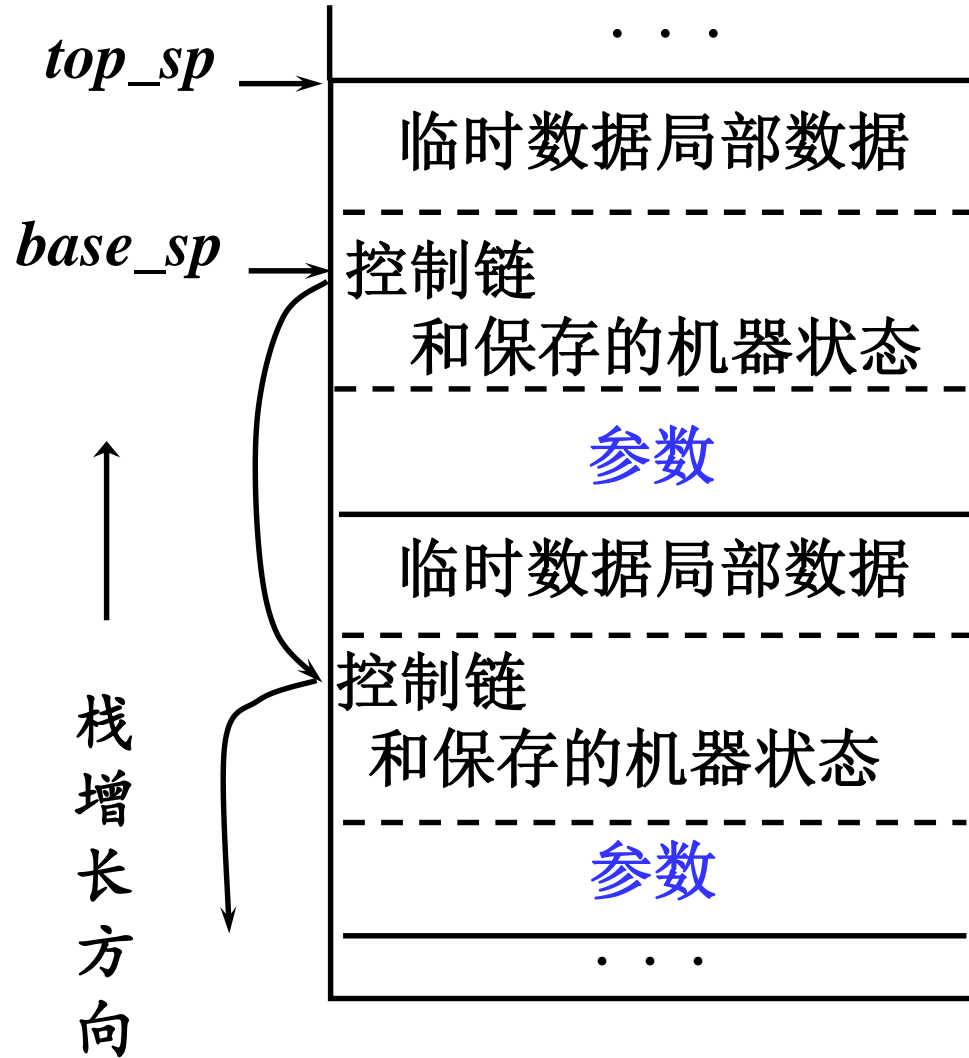 . . .
top_sp
临时数据局部数据
base_sp
控制链
和保存的机器状态
参数
临时数据局部数据
控制链
和保存的机器状态
参数
. . .
栈
增
长
方
向